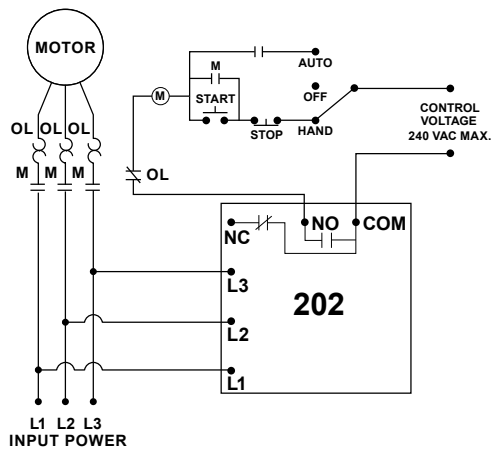 MOTOR
AUTO
M
OFF
M
START
STOP
HAND
CONTROL
VOLTAGE
240 VAC MAX.
OL OL OL
M M M
OL
NC
NO
COM
L3
202
L2
L1
L1 L2 L3
INPUT POWER